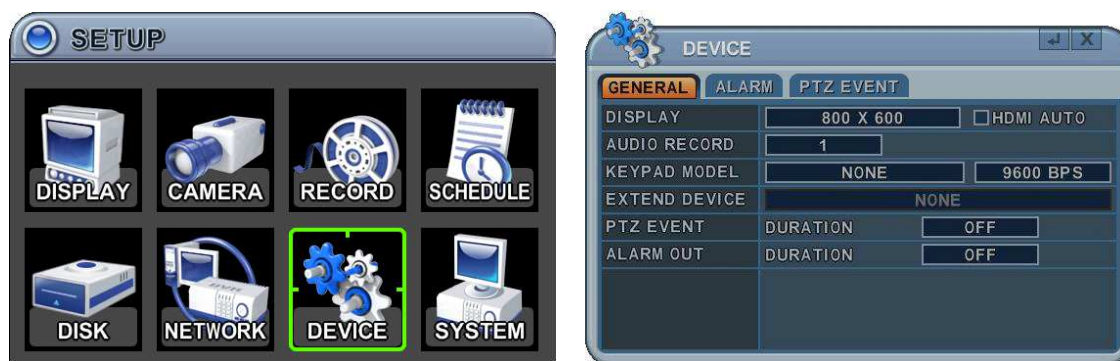 SETUP
DISPLAY CAMERA RECORD SCHEDULE
DISK NETWORK DEVICE SYSTEM
DEVICE X
GENERAL ALARM PTZ EVENT
DISPLAY 800 X 600 HDMI AUTO
AUDIO RECORD 1
KEYPAD MODEL NONE 9600 BPS
EXTEND DEVICE NONE
PTZ EVENT DURATION OFF
ALARM OUT DURATION OFF